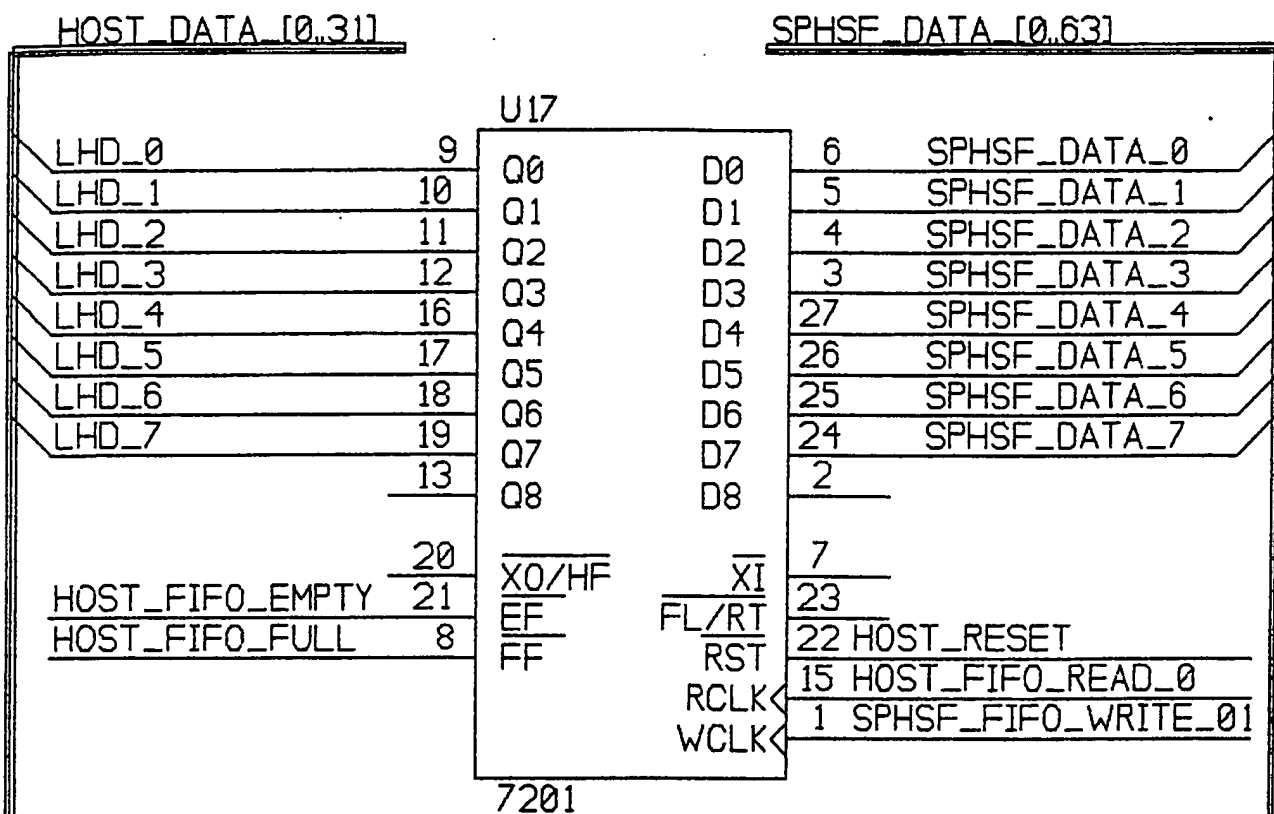 HOST_DATA_[0..31] SPHSF_DATA_[0..63]
U17
LHD_0 9 Q0 D0 6 SPHSF_DATA_0
LHD_1 10 Q1 D1 5 SPHSF_DATA_1
LHD_2 11 Q2 D2 4 SPHSF_DATA_2
LHD_3 12 Q3 D3 3 SPHSF_DATA_3
LHD_4 16 Q4 D4 27 SPHSF_DATA_4
LHD_5 17 Q5 D5 26 SPHSF_DATA_5
LHD_6 18 Q6 D6 25 SPHSF_DATA_6
LHD_7 19 Q7 D7 24 SPHSF_DATA_7
13 Q8 D8 2
20 XO/HF XI 7
HOST_FIFO_EMPTY 21 EF FL/RT 23
HOST_FIFO_FULL 8 FF RST 22 HOST_RESET
RCLK 15 HOST_FIFO_READ_0
WCLK 1 SPHSF_FIFO_WRITE_01
7201